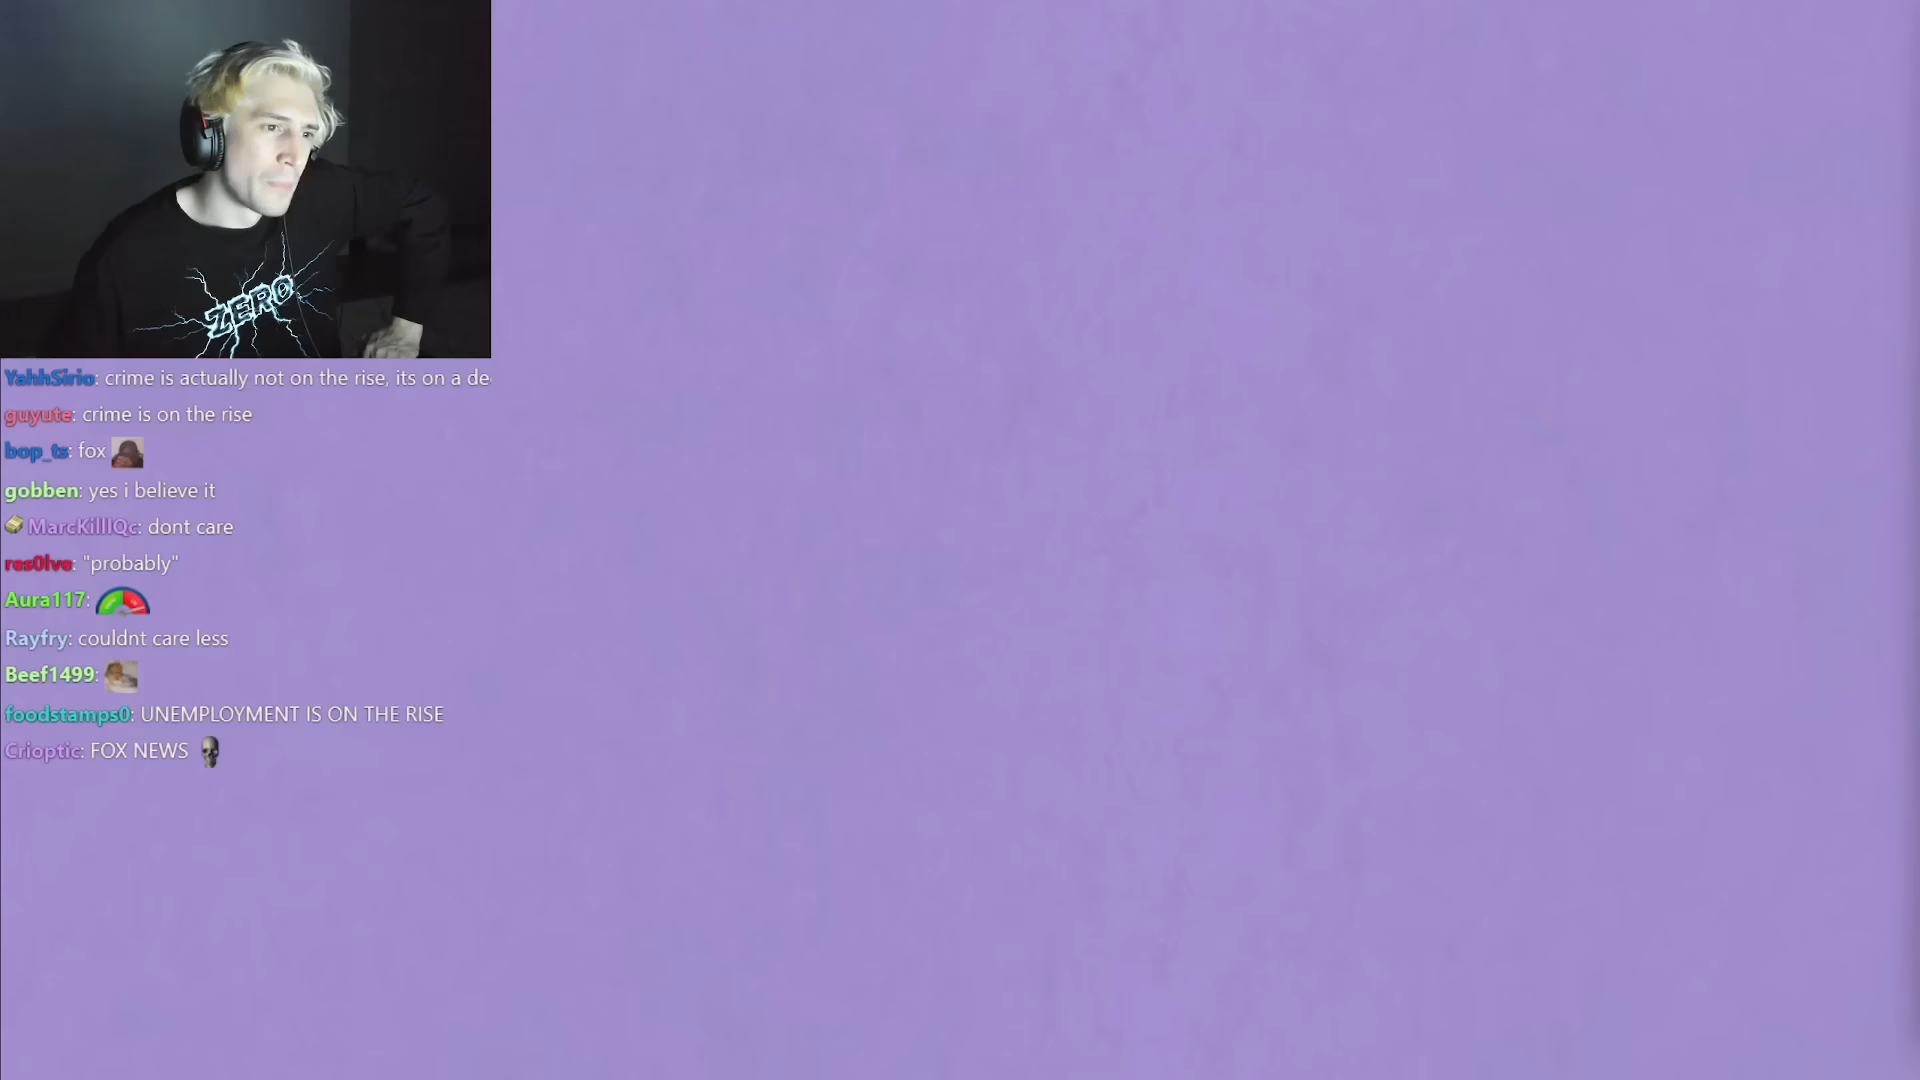 ZERO
YahhSirio: crime is actually not on the rise, its on a de
guyute: crime is on the rise
bop_ts: fox
gobben: yes i believe it
MarcKilllQc: dont care
res0lve: "probably"
Aura117:
Rayfry: couldnt care less
Beef1499:
foodstamps0: UNEMPLOYMENT IS ON THE RISE
Crioptic: FOX NEWS